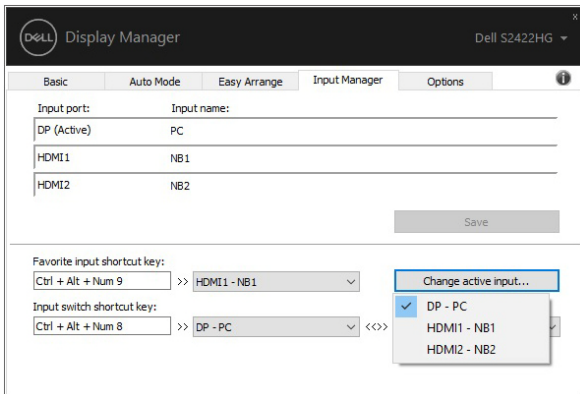 DELL Display Manager
Dell S2422HG
Basic Auto Mode Easy Arrange Input Manager Options
Input port: Input name:
DP (Active) PC
HDMI1 NB1
HDMI2 NB2
Save
Favorite input shortcut key:
Ctrl + Alt + Num 9 >> HDMI1 - NB1 Change active input...
Input switch shortcut key:
Ctrl + Alt + Num 8 >> DP - PC <<>>
DP - PC
HDMI1 - NB1
HDMI2 - NB2